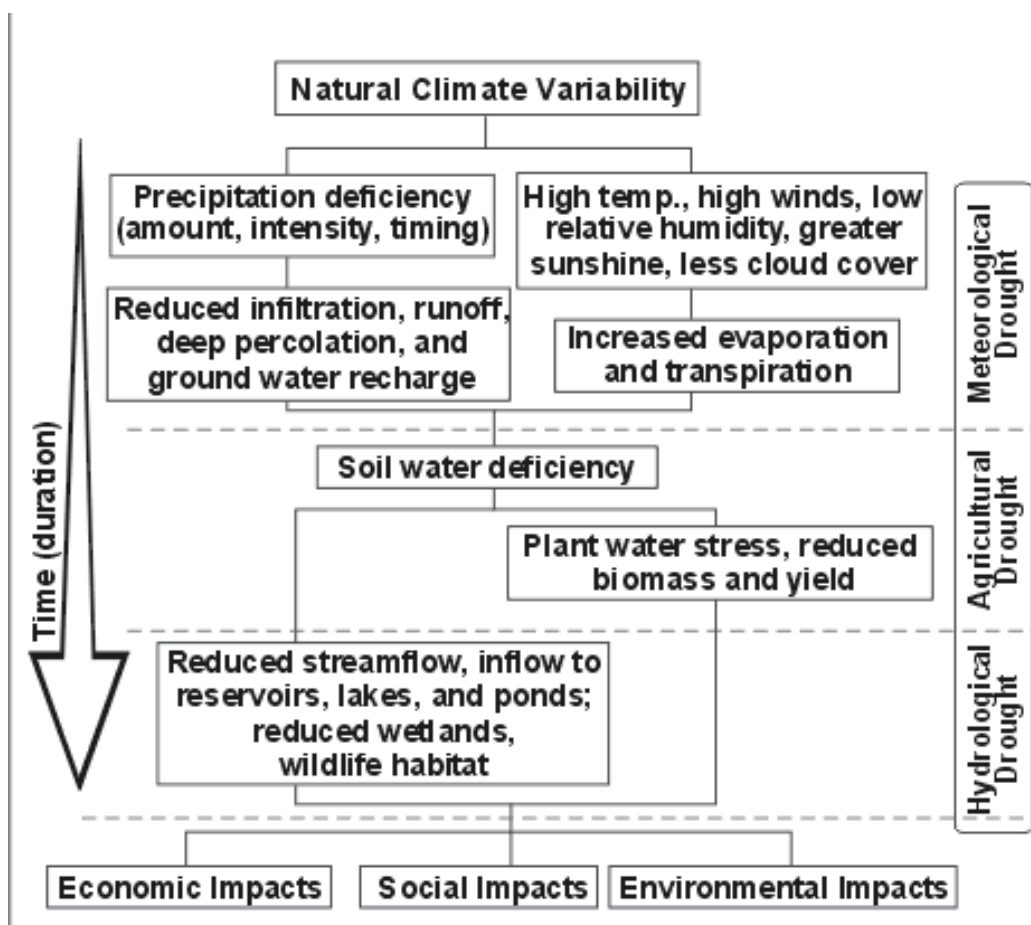 Natural Climate Variability
Precipitation deficiency
(amount, intensity, timing)
High temp., high winds, low
relative humidity, greater
sunshine, less cloud cover
Reduced infiltration, runoff,
deep percolation, and
ground water recharge
Increased evaporation
and transpiration
Meteorological
Drought
Soil water deficiency
Plant water stress, reduced
biomass and yield
Agricultural
Drought
Time (duration)
Reduced streamflow, inflow to
reservoirs, lakes, and ponds;
reduced wetlands,
wildlife habitat
Hydrological
Drought
Economic Impacts
Social Impacts
Environmental Impacts